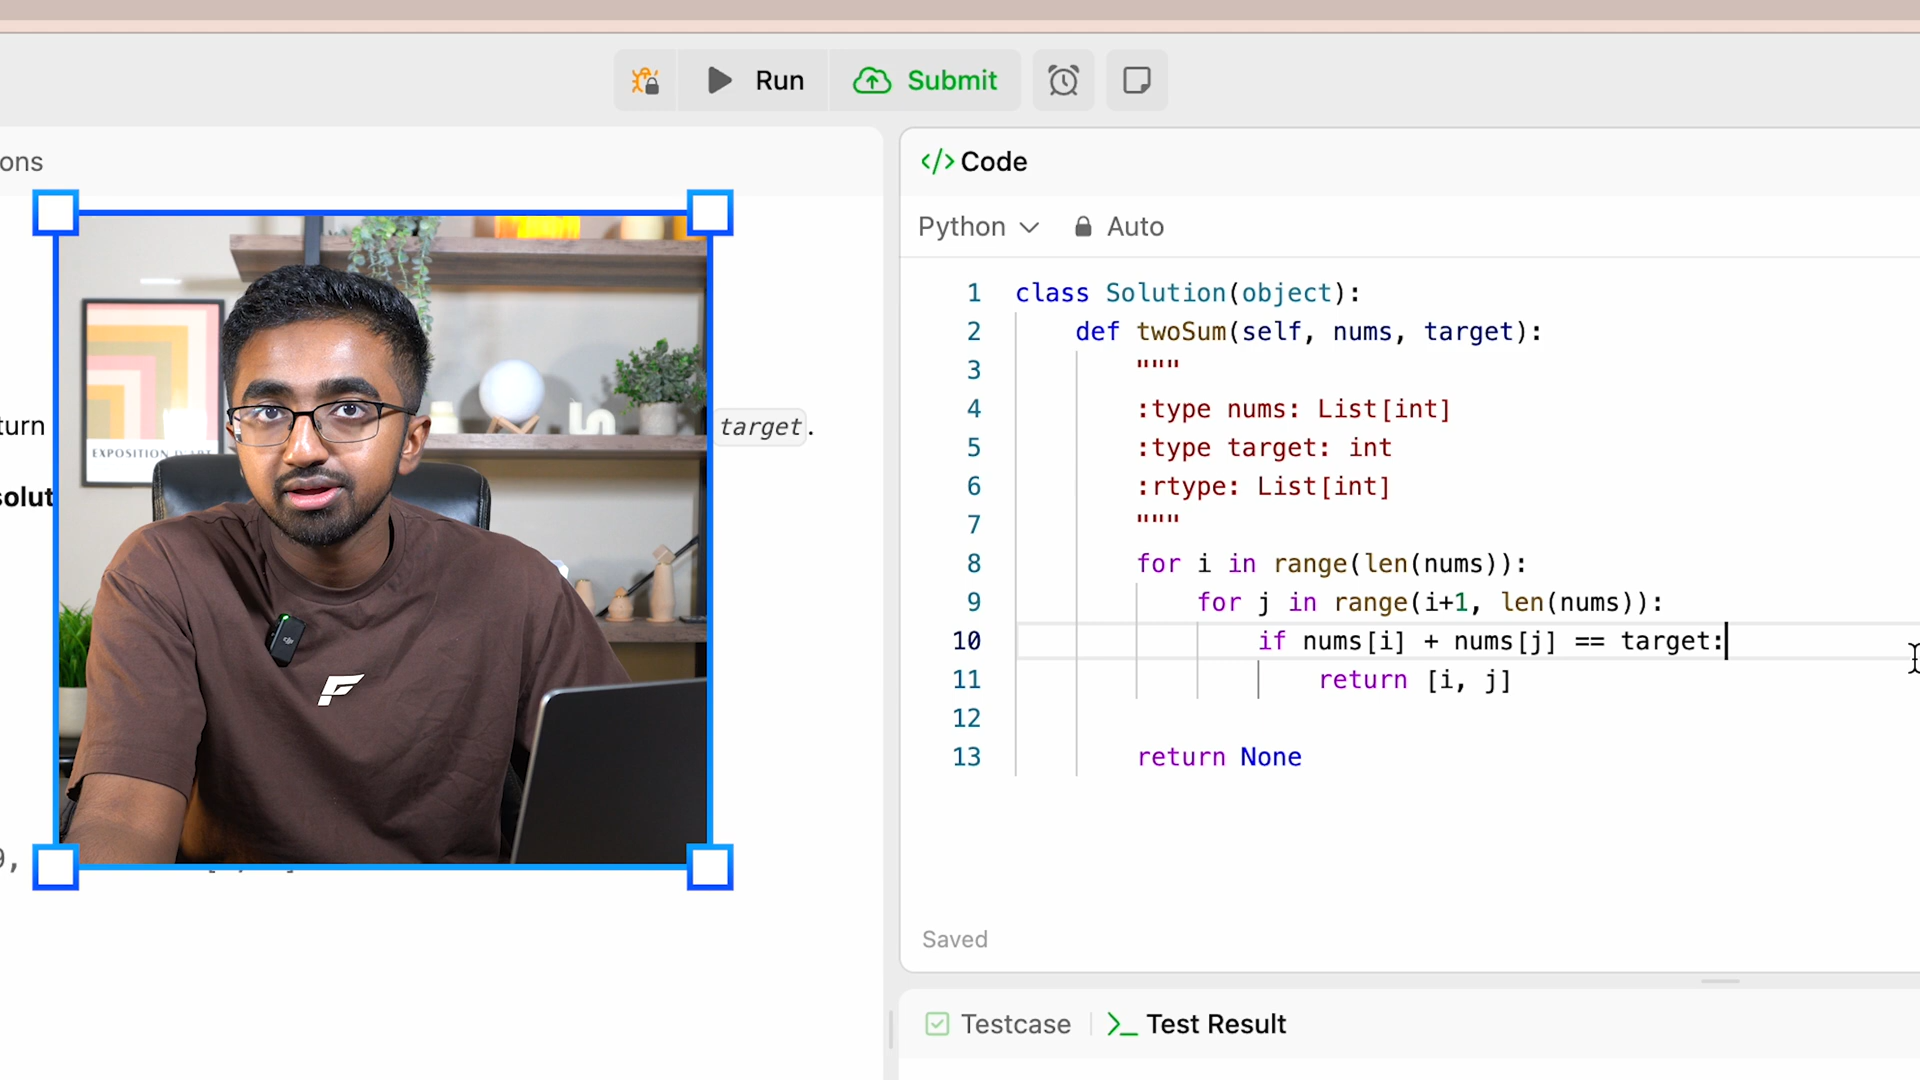 Run
Submit
ons
</> Code
Python
Auto
1 class Solution(object):
2 def twoSum(self, nums, target):
3 """
4 :type nums: List[int]
5 :type target: int
6 :rtype: List[int]
7 """
8 for i in range(len(nums)):
9 for j in range(i+1, len(nums)):
10 if nums[i] + nums[j] == target:
11 return [i, j]
12
13 return None
turn
target.
EXPOSITION D'ART
solut
9,
Saved
Testcase
>_ Test Result